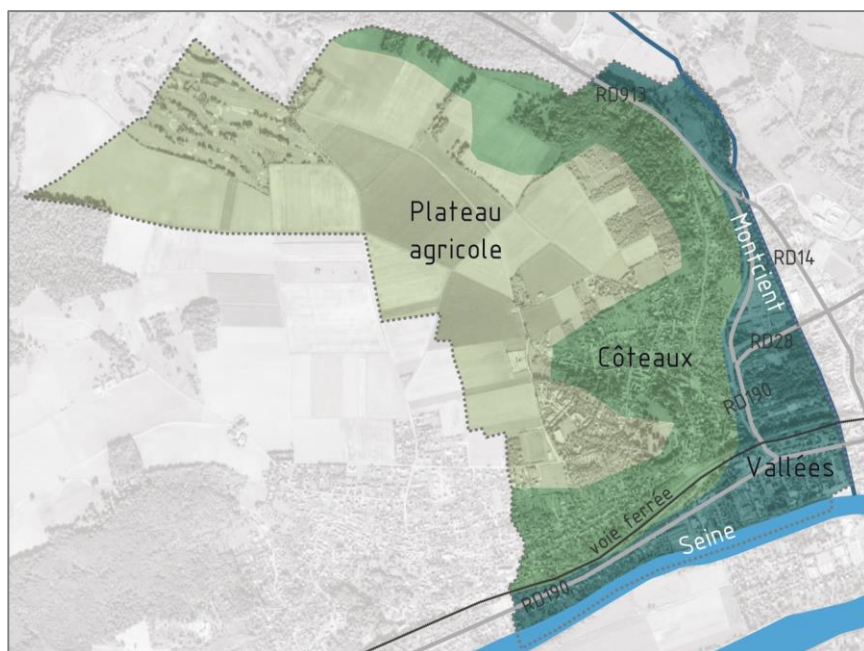 RD913
Plateau
agricole
Montcient
RD14
RD28
Côteaux
RD190
Vallées
voie ferrée
Seine
RD190